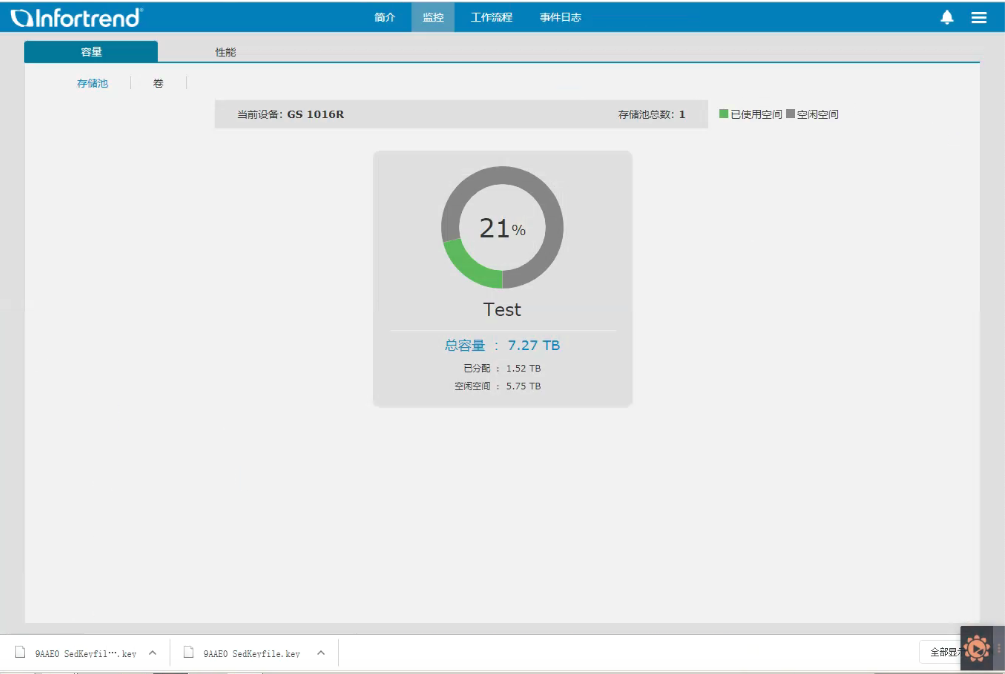 Infortrend 简介 监控 工作流程 事件日志
容量 性能
存储池 卷
当前设备: GS 1016R 存储池总数: 1 已使用空间 空闲空间
21%
Test
总容量 : 7.27 TB
已分配 : 1.52 TB
空闲空间 : 5.75 TB
9AAE0 SedKeyfil….key 9AAE0 SedKeyfile.key 全部显